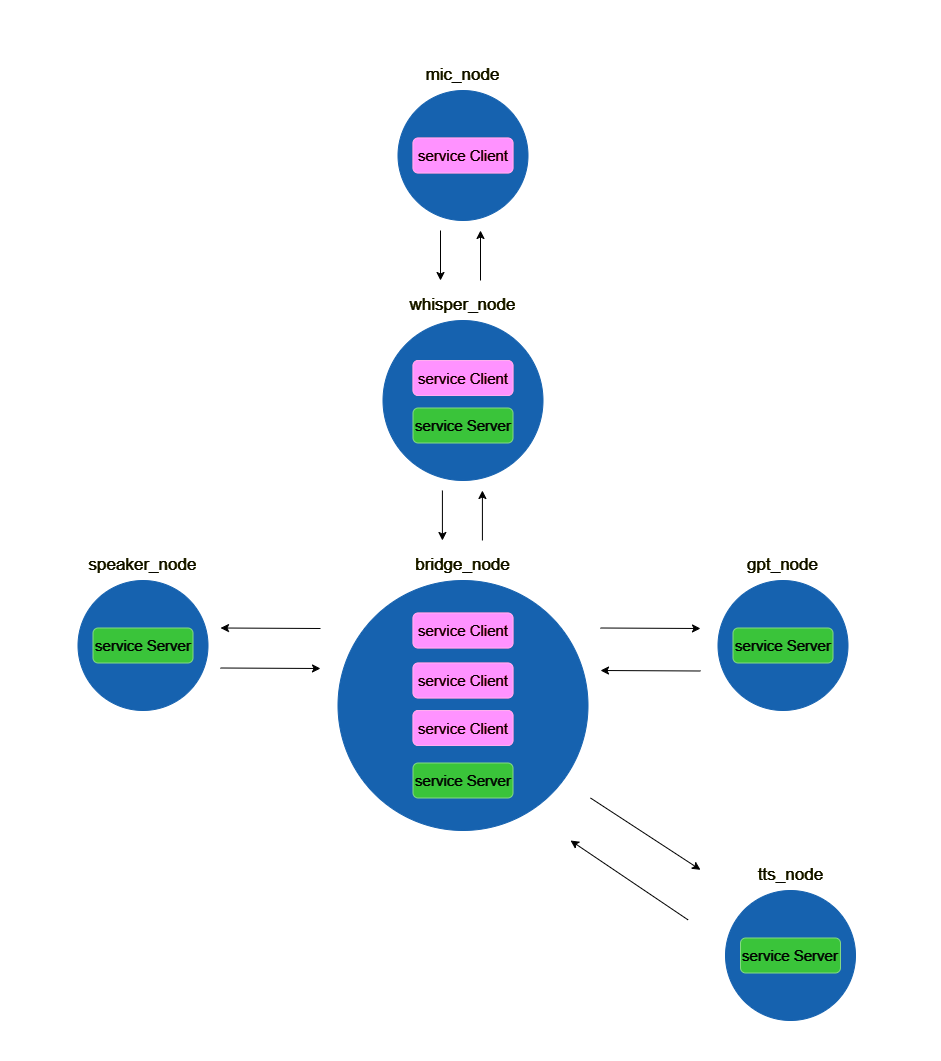 mic_node
service Client
whisper_node
service Client
service Server
speaker_node
service Server
bridge_node
service Client
service Client
service Client
service Server
gpt_node
service Server
tts_node
service Server